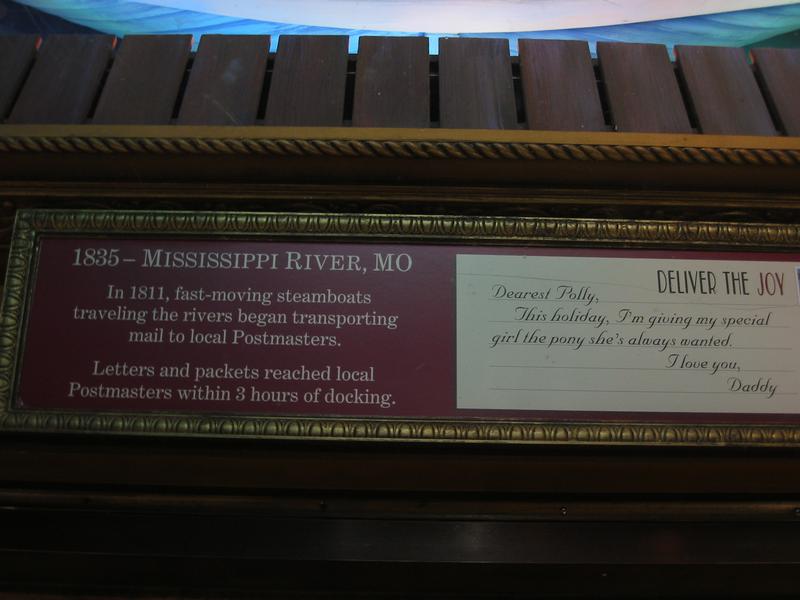 1835 – MISSISSIPPI RIVER, MO
In 1811, fast-moving steamboats
traveling the rivers began transporting
mail to local Postmasters.
Letters and packets reached local
Postmasters within 3 hours of docking.
DELIVER THE JOY
Dearest Polly,
This holiday, I'm giving my special
girl the pony she's always wanted.
I love you,
Daddy